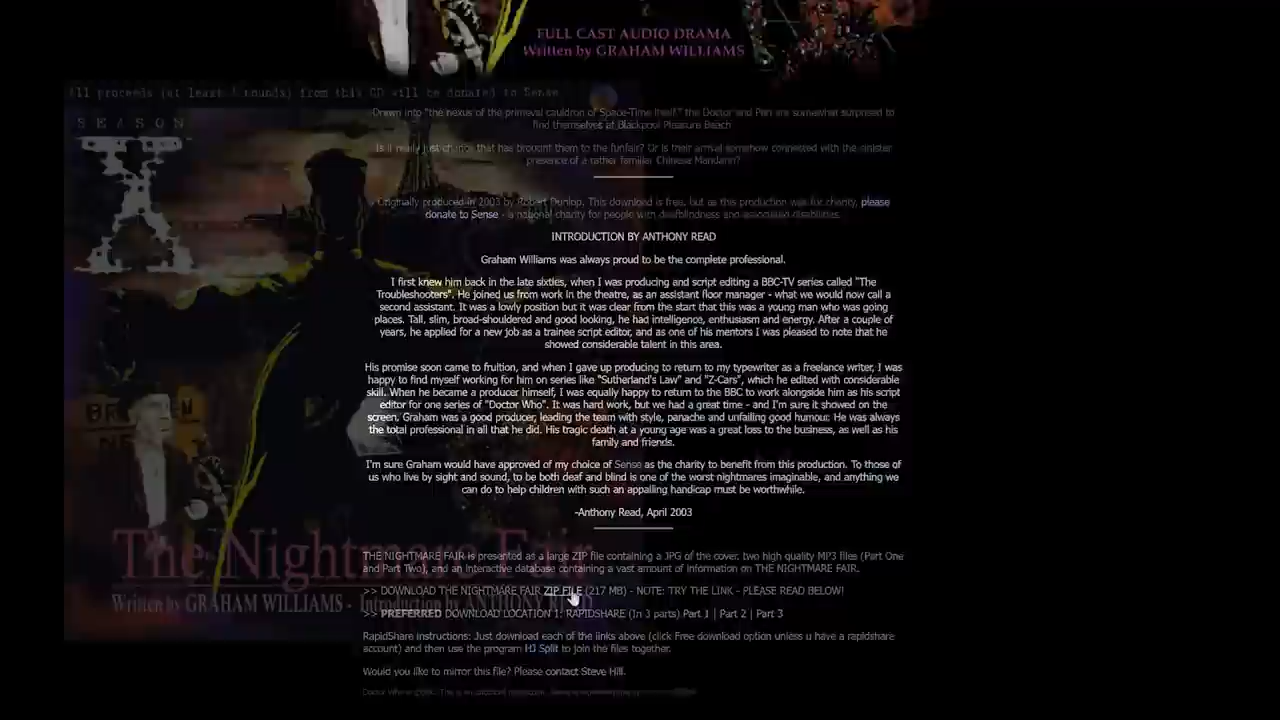 FULL CAST AUDIO DRAMA
Written by GRAHAM WILLIAMS
All proceeds (at least 5 pounds) from this CD will be donated to Sense
SEASON
Drawn into "the nexus of the primeval cauldron of Space-Time itself," the Doctor and Peri are somewhat surprised to
find themselves at Blackpool Pleasure Beach
Is it really just chance that has brought them to the funfair? Or is their arrival somehow connected with the sinister
presence of a rather familiar Chinese Mandarin?
Originally produced in 2003 by Robert Dunlop. This download is free, but as this production was for charity, please
donate to Sense - a national charity for people with deafblindness and associated disabilities.
INTRODUCTION BY ANTHONY READ
Graham Williams was always proud to be the complete professional.
I first knew him back in the late sixties, when I was producing and script editing a BBC-TV series called "The
Troubleshooters". He joined us from work in the theatre, as an assistant floor manager - what we would now call a
second assistant. It was a lowly position but it was clear from the start that this was a young man who was going
places. Tall, slim, broad-shouldered and good looking, he had intelligence, enthusiasm and energy. After a couple of
years, he applied for a new job as a trainee script editor, and as one of his mentors I was pleased to note that he
showed considerable talent in this area.
His promise soon came to fruition, and when I gave up producing to return to my typewriter as a freelance writer, I was
happy to find myself working for him on series like "Sutherland's Law" and "Z-Cars", which he edited with considerable
skill. When he became a producer himself, I was equally happy to return to the BBC to work alongside him as his script
editor for one series of "Doctor Who". It was hard work, but we had a great time - and I'm sure it showed on the
screen. Graham was a good producer, leading the team with style, panache and unfailing good humour. He was always
the total professional in all that he did. His tragic death at a young age was a great loss to the business, as well as his
family and friends.
I'm sure Graham would have approved of my choice of Sense as the charity to benefit from this production. To those of
us who live by sight and sound, to be both deaf and blind is one of the worst nightmares imaginable, and anything we
can do to help children with such an appalling handicap must be worthwhile.
-Anthony Read, April 2003
The Nightmare Fair
Written by GRAHAM WILLIAMS - Introduction by ANTHONY READ
THE NIGHTMARE FAIR is presented as a large ZIP file containing a JPG of the cover, two high quality MP3 files (Part One
and Part Two), and an interactive database containing a vast amount of information on THE NIGHTMARE FAIR.
>> DOWNLOAD THE NIGHTMARE FAIR ZIP FILE (217 MB) - NOTE: TRY THE LINK - PLEASE READ BELOW!
>> PREFERRED DOWNLOAD LOCATION 1: RAPIDSHARE (In 3 parts) Part 1 | Part 2 | Part 3
RapidShare instructions: Just download each of the links above (click Free download option unless u have a rapidshare
account) and then use the program HJ Split to join the files together.
Would you like to mirror this file? Please contact Steve Hill.